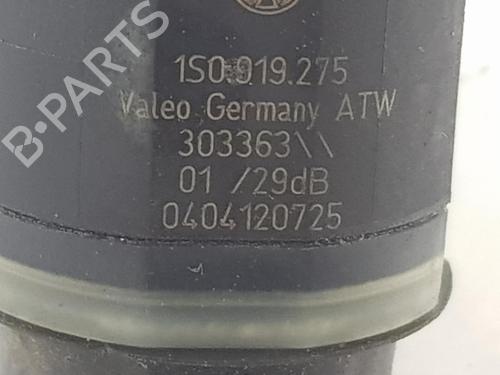 1S0.919.275
Valeo Germany ATW
303363\\
01 /29dB
0404120725
B-PARTS